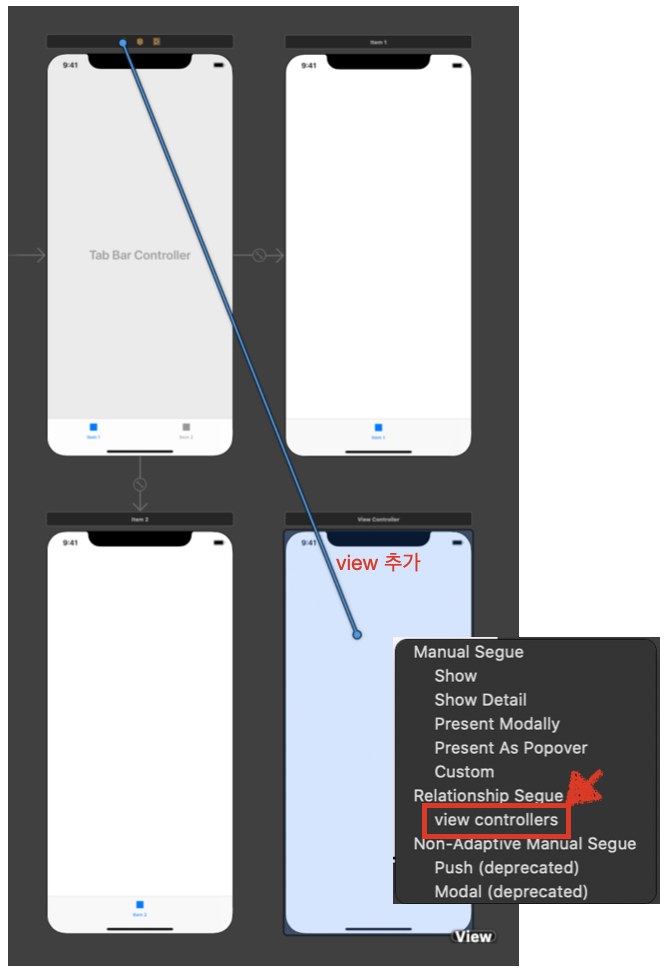 Item 1
9:41
9:41
Tab Bar Controller
Item 1
Item 2
Item 1
Item 2
View Controller
9:41
9:41
view 추가
Manual Segue
Show
Show Detail
Present Modally
Present As Popover
Custom
Relationship Segue
view controllers
Non-Adaptive Manual Segue
Push (deprecated)
Modal (deprecated)
Item 2
View